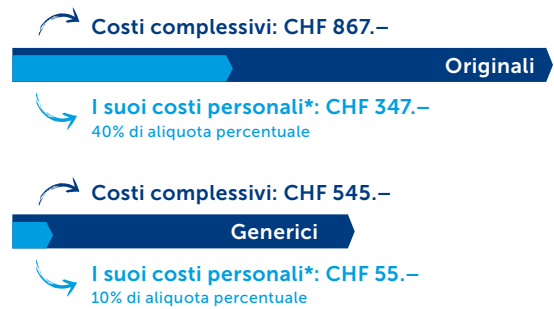 Costi complessivi: CHF 867.–
Originali
I suoi costi personali*: CHF 347.–
40% di aliquota percentuale
Costi complessivi: CHF 545.–
Generici
I suoi costi personali*: CHF 55.–
10% di aliquota percentuale